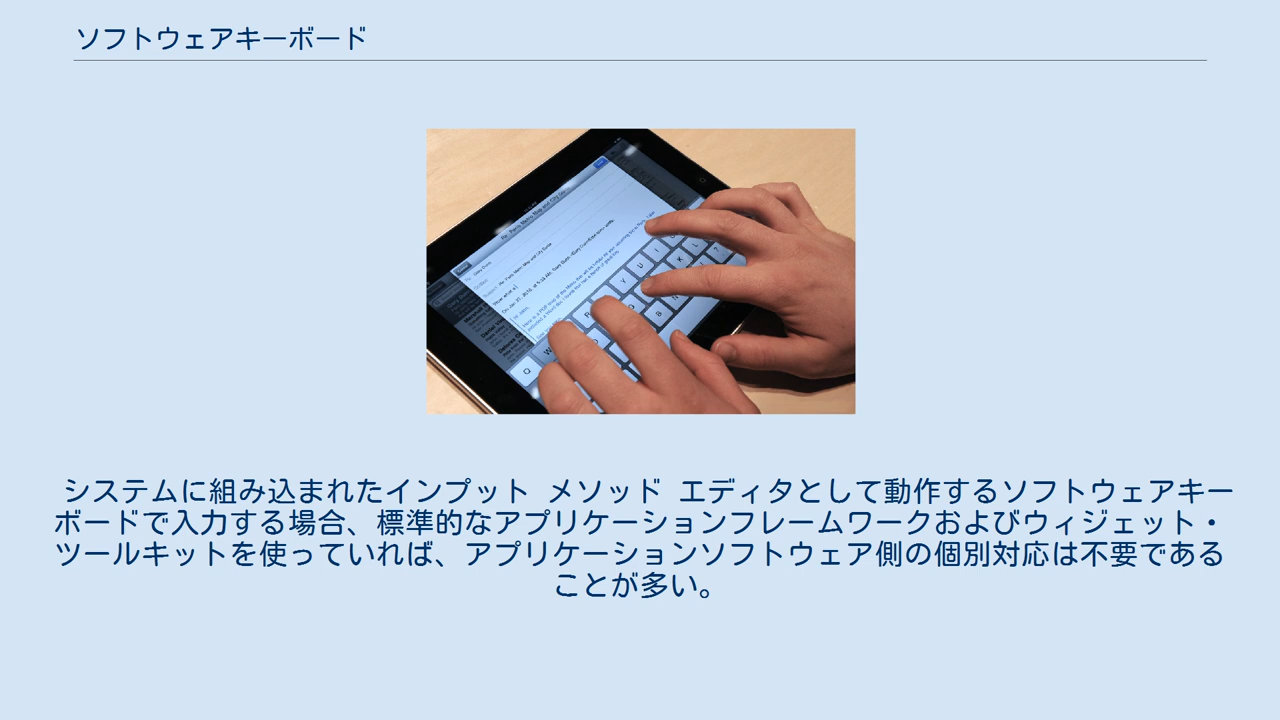 ソフトウェアキーボード
システムに組み込まれたインプット メソッド エディタとして動作するソフトウェアキー
ボードで入力する場合、標準的なアプリケーションフレームワークおよびウィジェット・
ツールキットを使っていれば、アプリケーションソフトウェア側の個別対応は不要である
ことが多い。